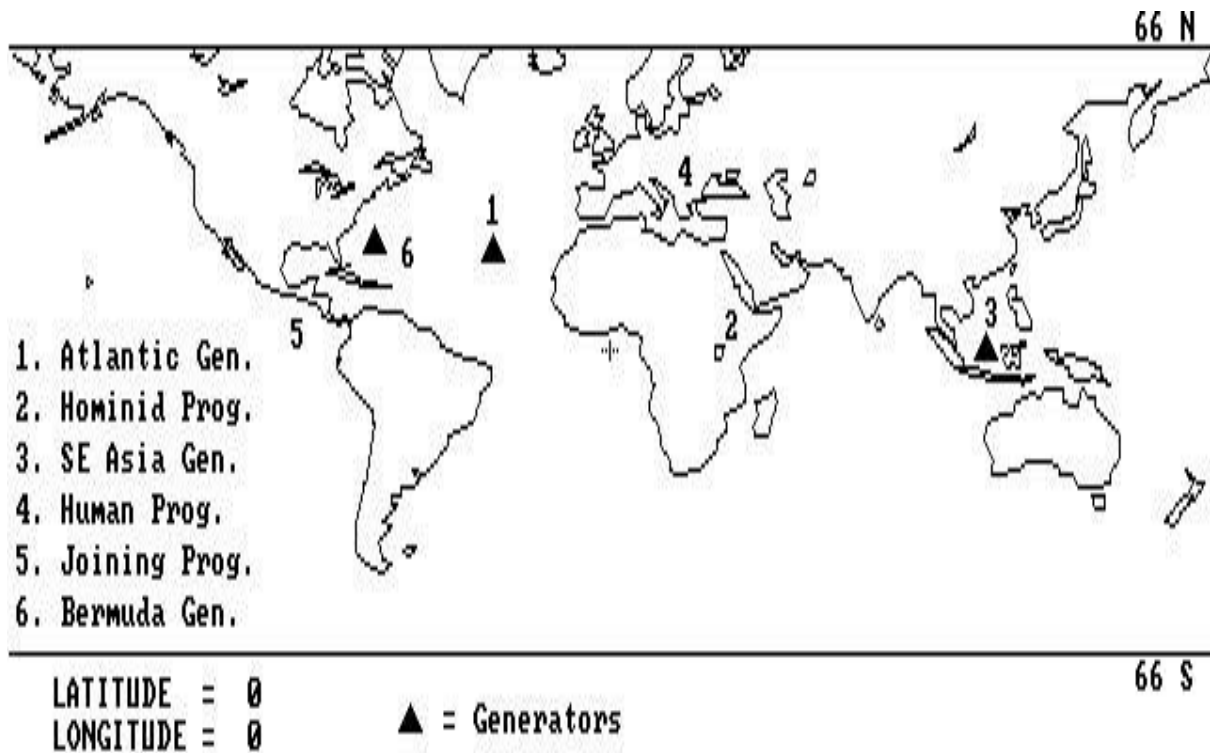 66 N
4
1
6
2
3
5
1. Atlantic Gen.
2. Hominid Prog.
3. SE Asia Gen.
4. Human Prog.
5. Joining Prog.
6. Bermuda Gen.
66 S
LATITUDE = 0
LONGITUDE = 0
▲ = Generators